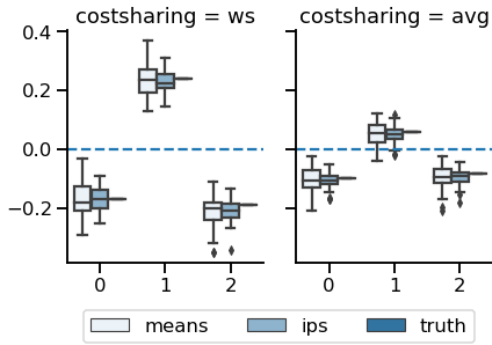 costsharing = ws costsharing = avg
0.4
0.2
0.0
−0.2
0 1 2 0 1 2
means ips truth